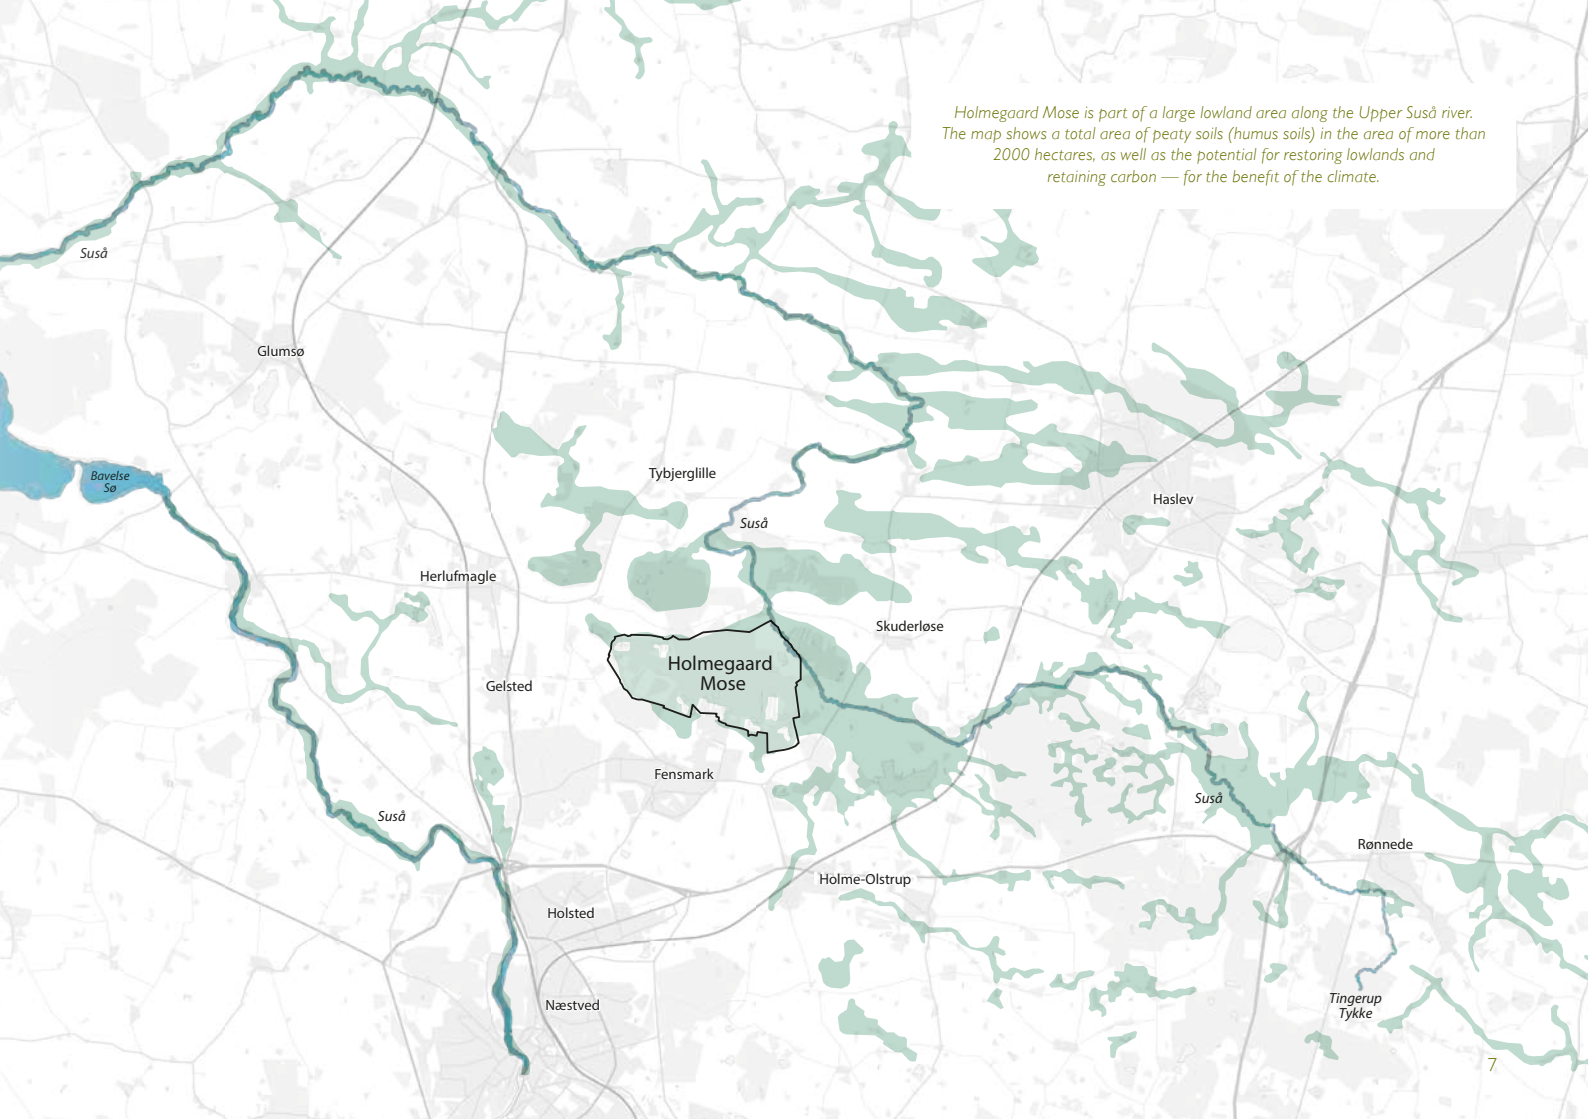 Holmegaard Mose is part of a large lowland area along the Upper Suså river.
The map shows a total area of peaty soils (humus soils) in the area of more than
2000 hectares, as well as the potential for restoring lowlands and
retaining carbon — for the benefit of the climate.
Suså
Glumsø
Bavelse
Sø
Tybjerglille
Haslev
Suså
Herlufmagle
Skuderløse
Holmegaard
Mose
Gelsted
Fensmark
Suså
Suså
Rønnede
Holme-Olstrup
Holsted
Næstved
Tingerup
Tykke
7